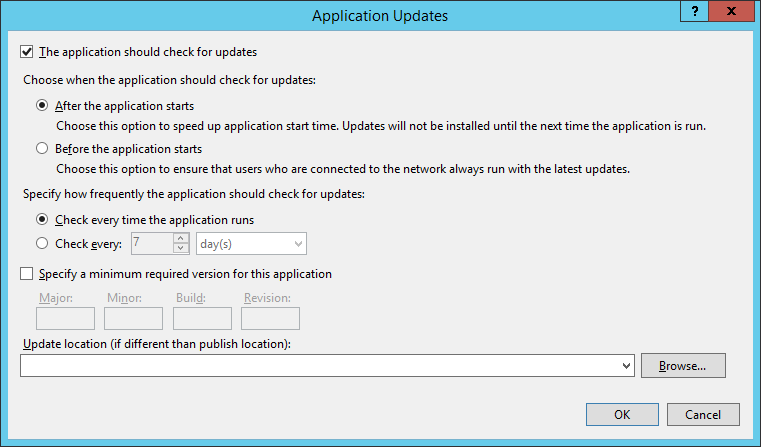 Application Updates
?
The application should check for updates
Choose when the application should check for updates:
After the application starts
Choose this option to speed up application start time. Updates will not be installed until the next time the application is run.
Before the application starts
Choose this option to ensure that users who are connected to the network always run with the latest updates.
Specify how frequently the application should check for updates:
Check every time the application runs
Check every: 7 day(s)
Specify a minimum required version for this application
Major: Minor: Build: Revision:
Update location (if different than publish location):
Browse...
OK Cancel